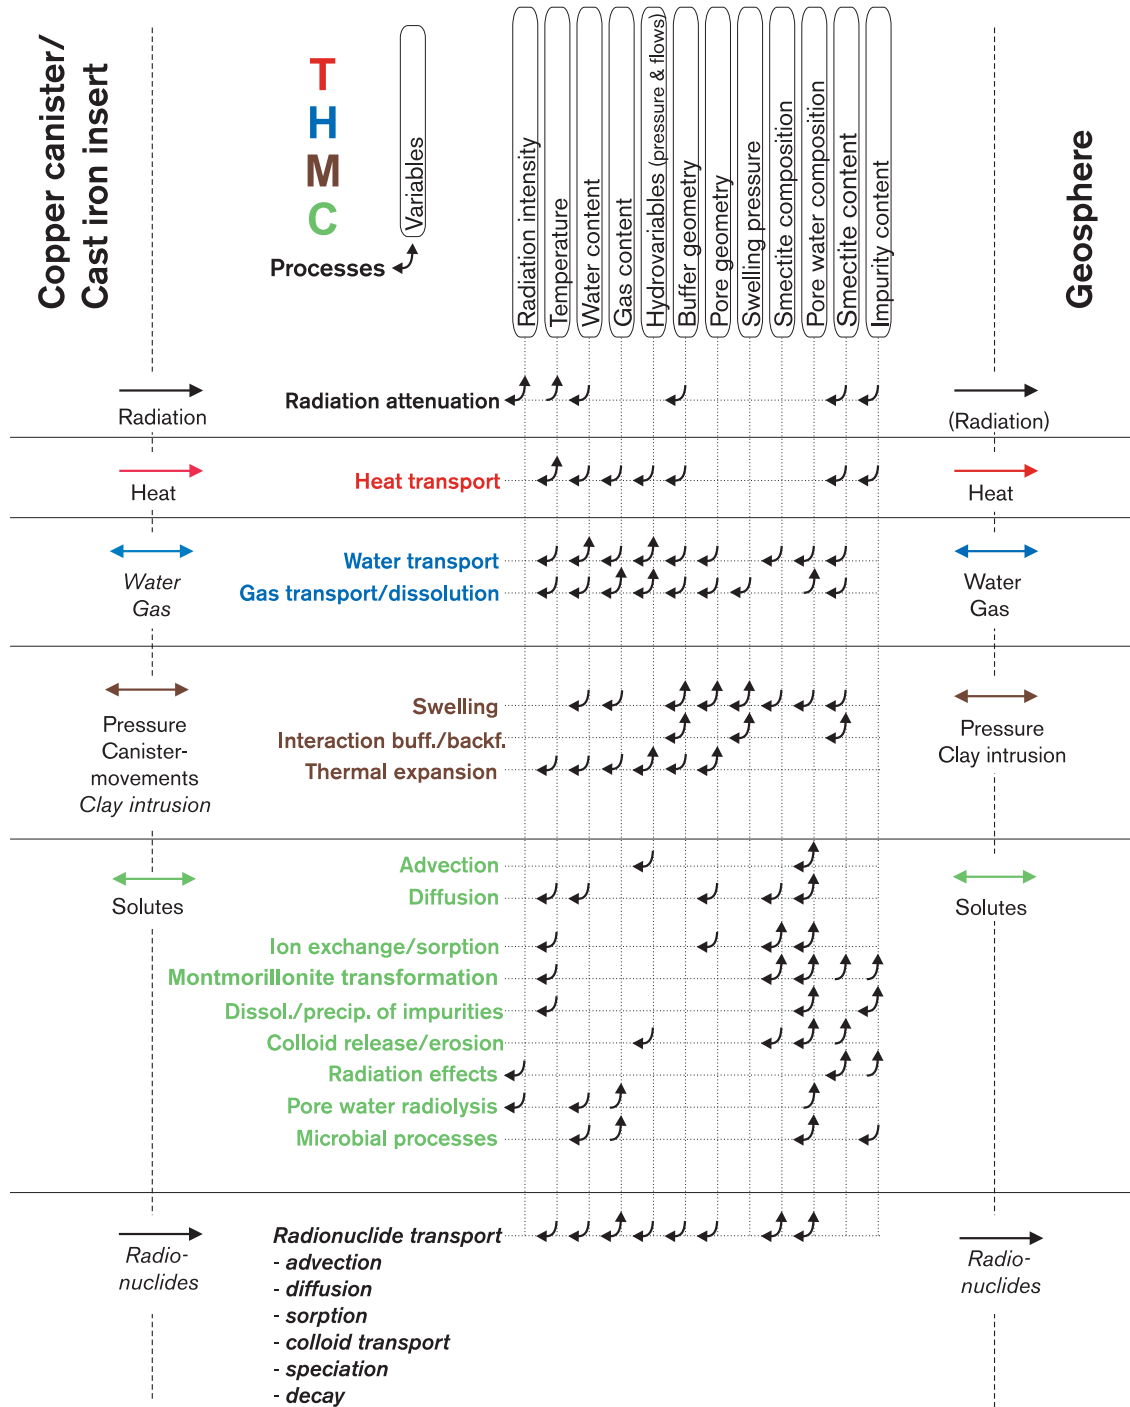 Copper canister/
Cast iron insert
T
H
M
C
Variables
Processes
Radiation intensity
Temperature
Water content
Gas content
Hydrovariables (pressure & flows)
Buffer geometry
Pore geometry
Swelling pressure
Smectite composition
Pore water composition
Smectite content
Impurity content
Geosphere
Radiation
Radiation attenuation
(Radiation)
Heat
Heat transport
Heat
Water
Gas
Water transport
Gas transport/dissolution
Water
Gas
Pressure
Canister-
movements
Clay intrusion
Swelling
Interaction buff./backf.
Thermal expansion
Pressure
Clay intrusion
Solutes
Advection
Diffusion
Ion exchange/sorption
Montmorillonite transformation
Dissol./precip. of impurities
Colloid release/erosion
Radiation effects
Pore water radiolysis
Microbial processes
Solutes
Radio-
nuclides
Radionuclide transport
- advection
- diffusion
- sorption
- colloid transport
- speciation
- decay
Radio-
nuclides